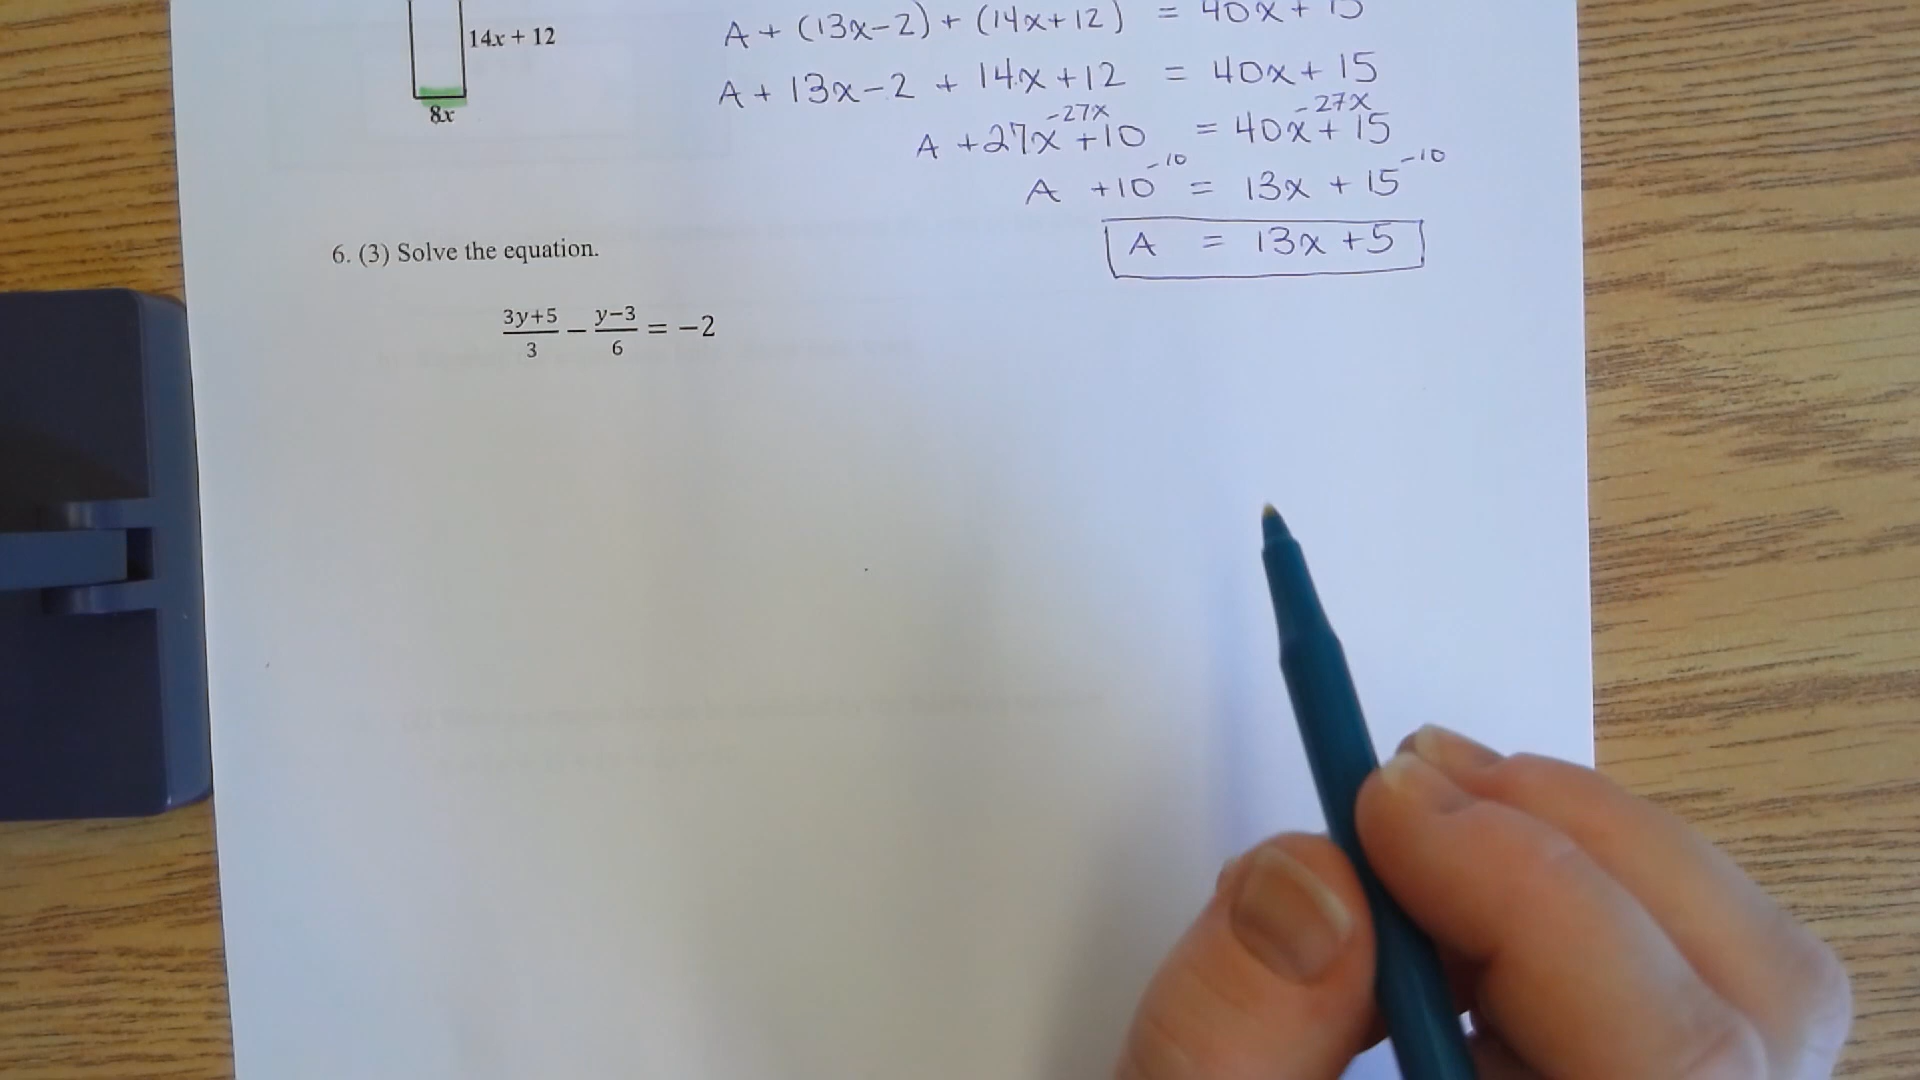 14x + 12
8x
A + (13x-2) + (14x+12) = 40x + 15
A + 13x-2 + 14x+12 = 40x + 15
-27x -27x
A +27x +10 = 40x + 15
-10 -10
A +10 = 13x + 15
A = 13x +5
6. (3) Solve the equation.
(3y+5)/3 − (y−3)/6 = −2